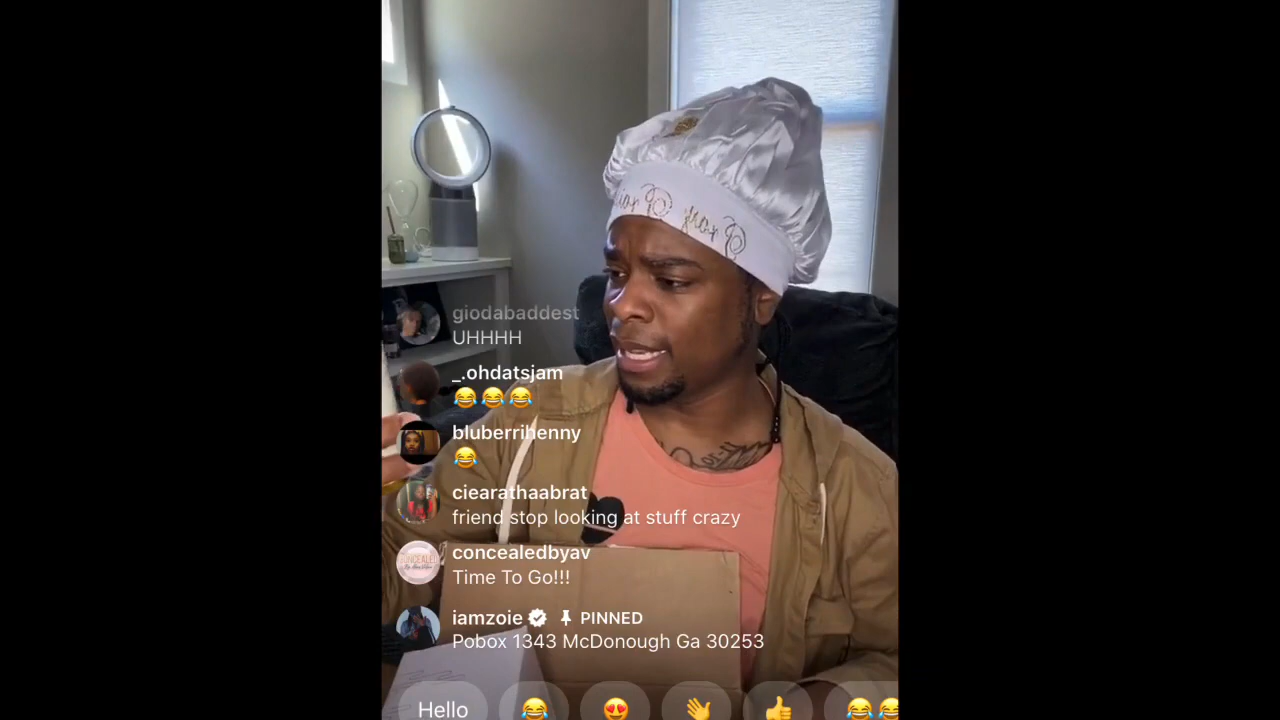 giodabaddest
UHHHH
_.ohdatsjam
😂😂😂
bluberrihenny
😂
ciearathaabrat
friend stop looking at stuff crazy
concealedbyav
Time To Go!!!
iamzoie PINNED
Pobox 1343 McDonough Ga 30253
Hello 😂 😍 👋 👍 😂😂